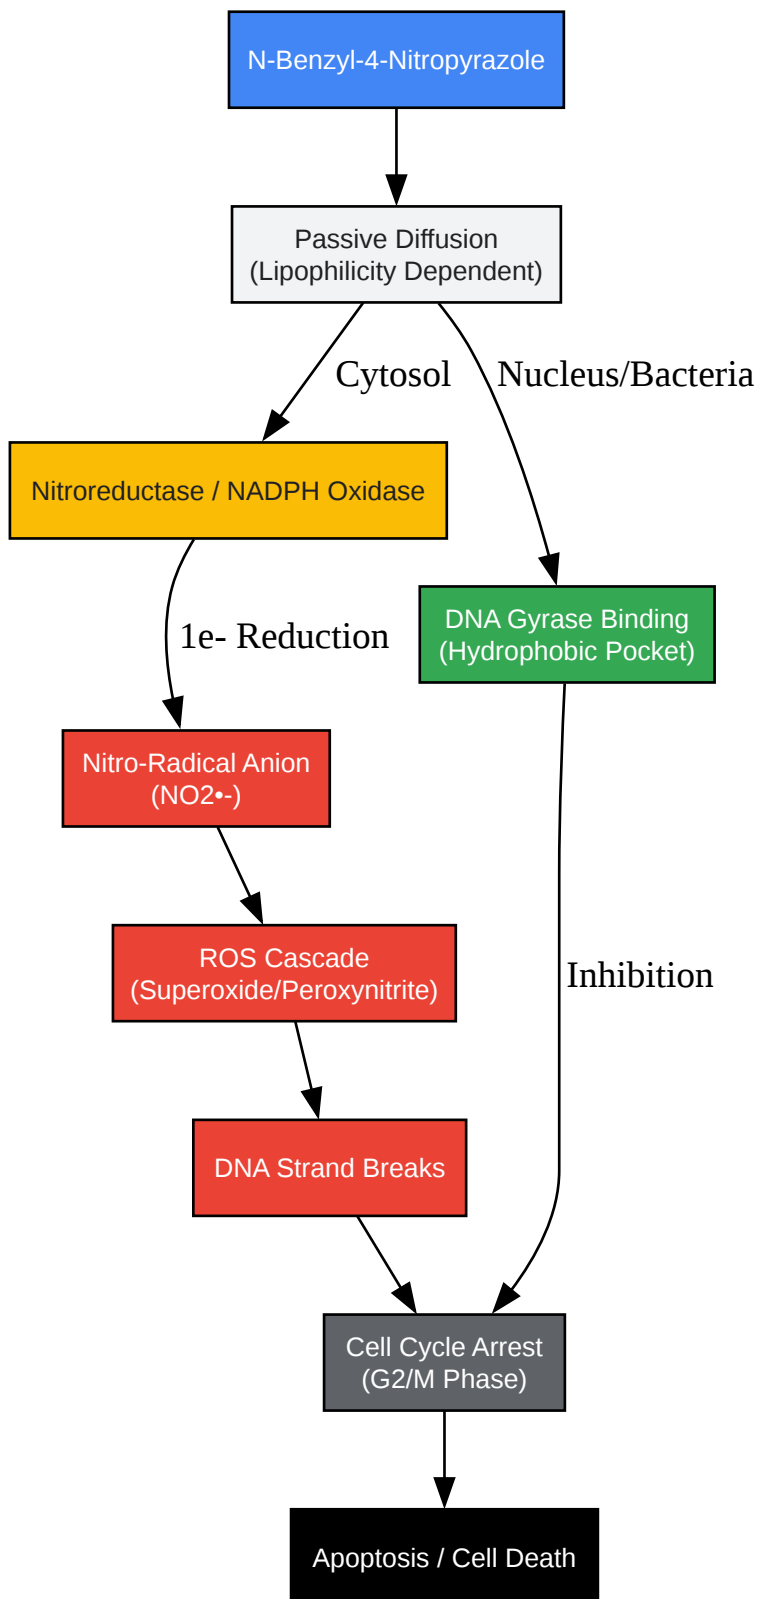 N-Benzyl-4-Nitropyrazole
Passive Diffusion
(Lipophilicity Dependent)
Cytosol
Nucleus/Bacteria
Nitroreductase / NADPH Oxidase
DNA Gyrase Binding
(Hydrophobic Pocket)
1e- Reduction
Nitro-Radical Anion
(NO2•-)
ROS Cascade
(Superoxide/Peroxynitrite)
Inhibition
DNA Strand Breaks
Cell Cycle Arrest
(G2/M Phase)
Apoptosis / Cell Death